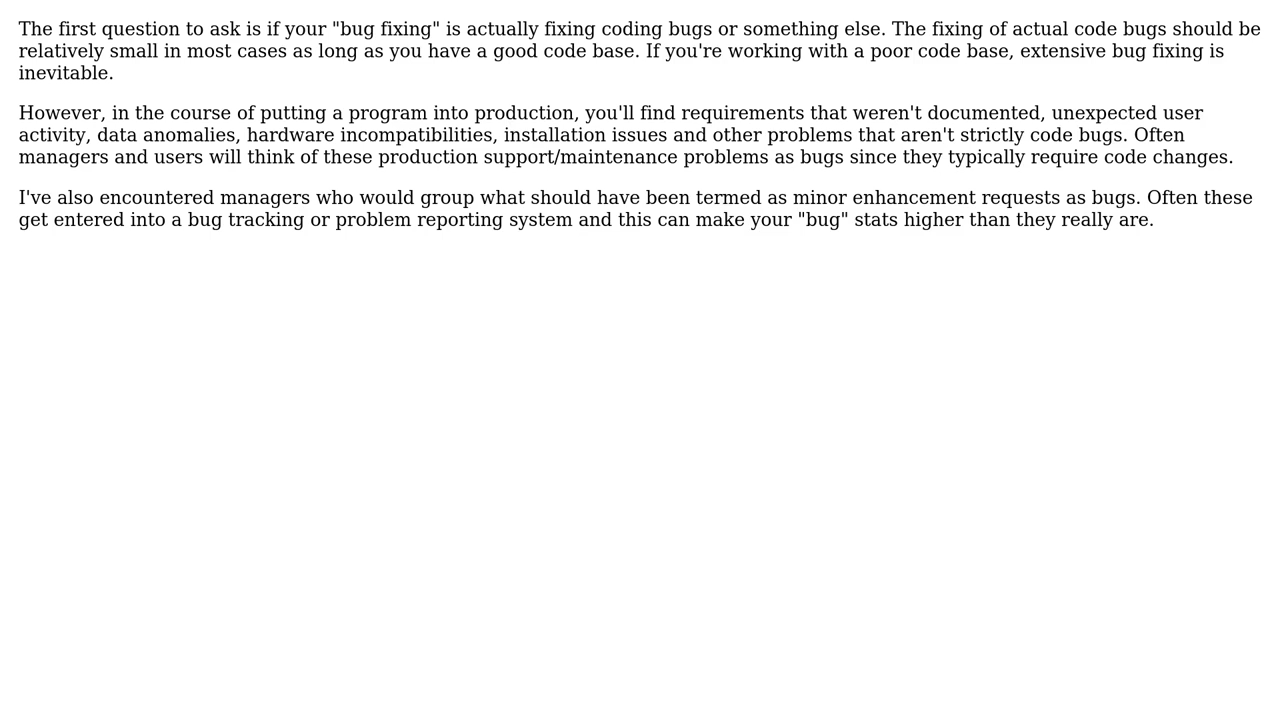 The first question to ask is if your "bug fixing" is actually fixing coding bugs or something else. The fixing of actual code bugs should be
relatively small in most cases as long as you have a good code base. If you're working with a poor code base, extensive bug fixing is
inevitable.
However, in the course of putting a program into production, you'll find requirements that weren't documented, unexpected user
activity, data anomalies, hardware incompatibilities, installation issues and other problems that aren't strictly code bugs. Often
managers and users will think of these production support/maintenance problems as bugs since they typically require code changes.
I've also encountered managers who would group what should have been termed as minor enhancement requests as bugs. Often these
get entered into a bug tracking or problem reporting system and this can make your "bug" stats higher than they really are.